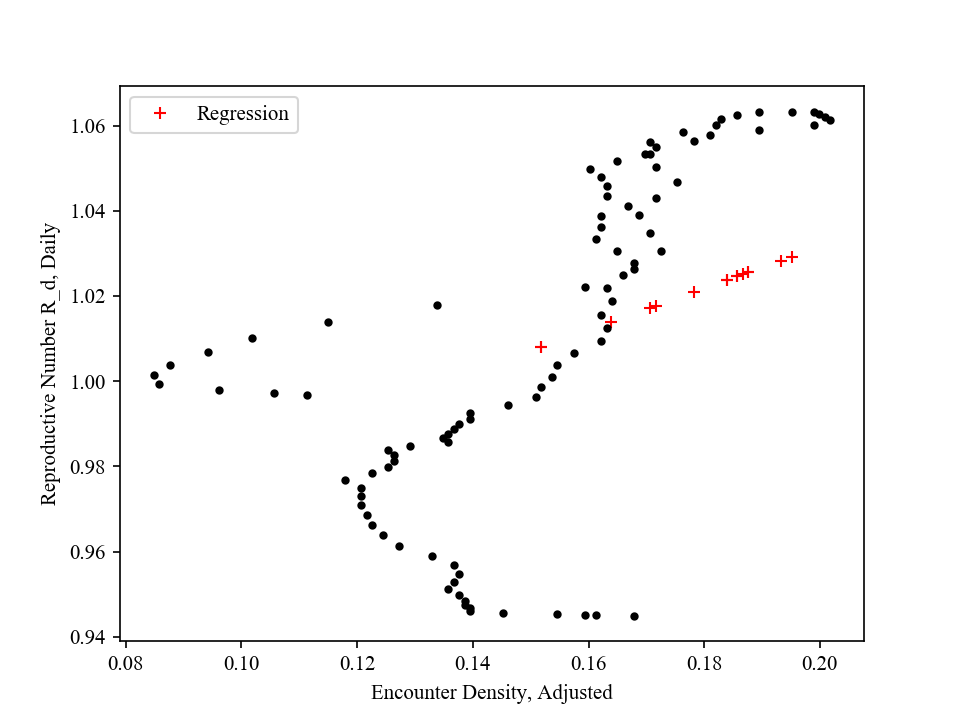 Regression
1.06
1.04
1.02
1.00
0.98
0.96
0.94
Reproductive Number R_d, Daily
0.08 0.10 0.12 0.14 0.16 0.18 0.20
Encounter Density, Adjusted